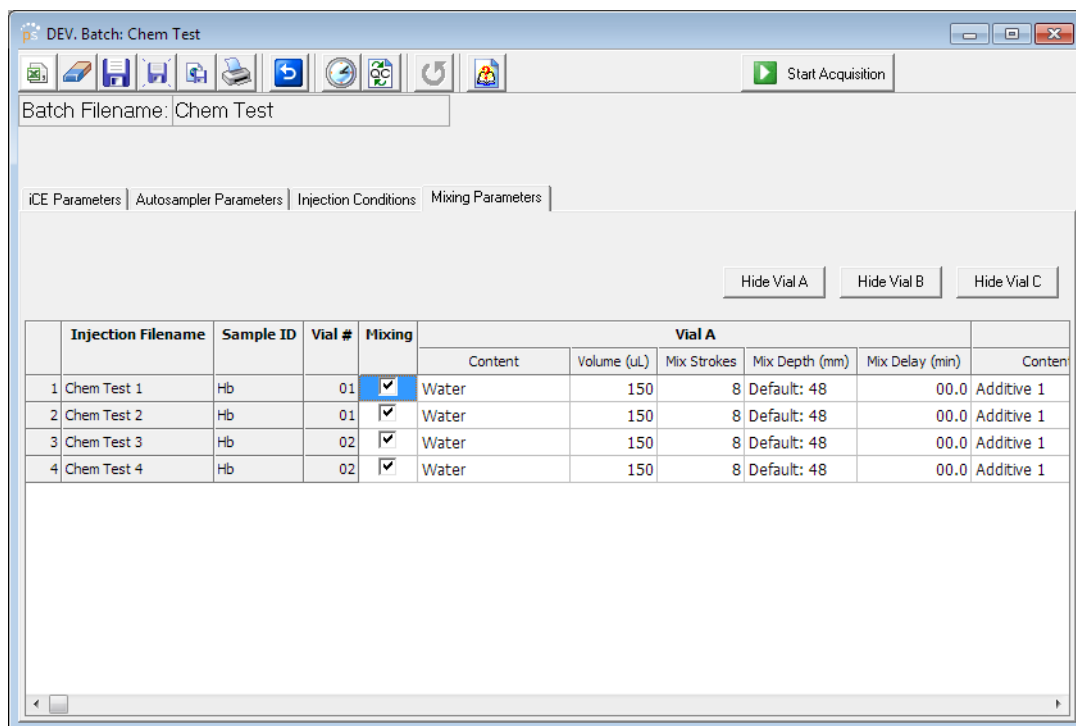 DEV. Batch: Chem Test
Start Acquisition
Batch Filename: Chem Test
iCE Parameters Autosampler Parameters Injection Conditions Mixing Parameters
Hide Vial A Hide Vial B Hide Vial C
Injection Filename Sample ID Vial # Mixing Vial A
Content Volume (uL) Mix Strokes Mix Depth (mm) Mix Delay (min) Content
1 Chem Test 1 Hb 01 Water 150 8 Default: 48 00.0 Additive 1
2 Chem Test 2 Hb 01 Water 150 8 Default: 48 00.0 Additive 1
3 Chem Test 3 Hb 02 Water 150 8 Default: 48 00.0 Additive 1
4 Chem Test 4 Hb 02 Water 150 8 Default: 48 00.0 Additive 1